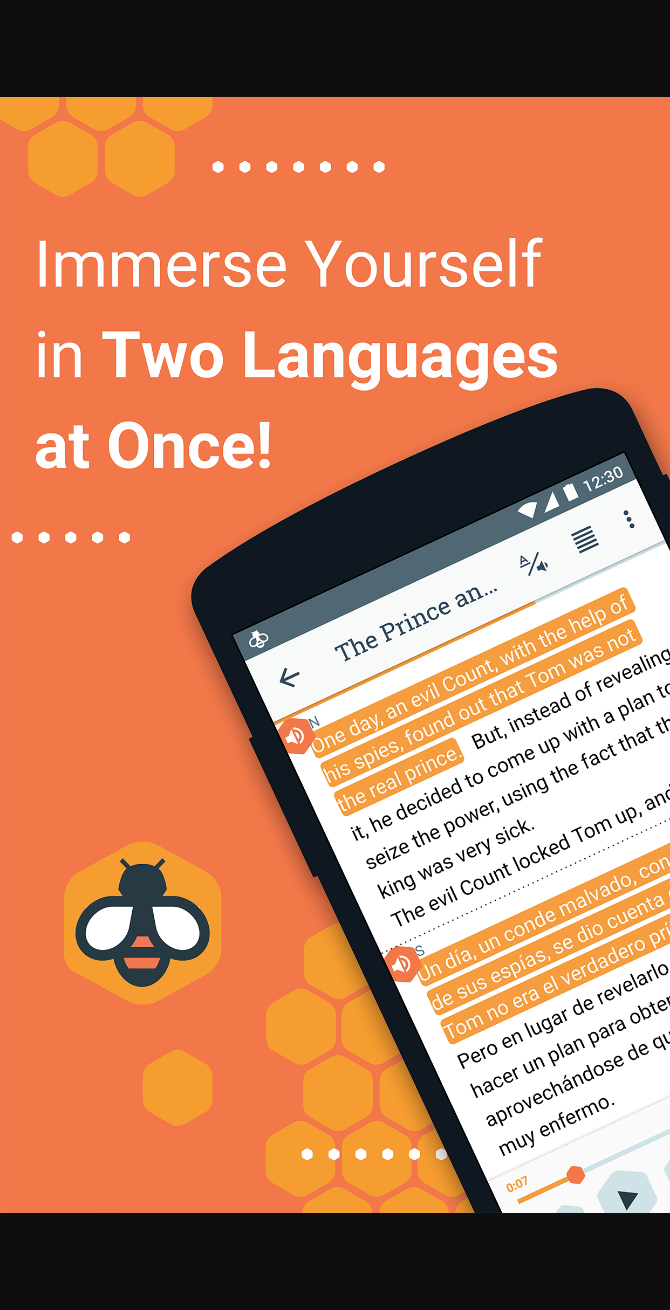 Immerse Yourself
in Two Languages
at Once!
12:30
The Prince an...
One day, an evil Count, with the help of
his spies, found out that Tom was not
the real prince. But, instead of revealing
it, he decided to come up with a plan to
seize the power, using the fact that
king was very sick.
The evil Count locked Tom up, and
Un día, un conde malvado, con
de sus espías, se dio cuenta
Tom no era el verdadero
Pero en lugar de revelarlo
hacer un plan para
aprovechándose de
muy enfermo.
0:07